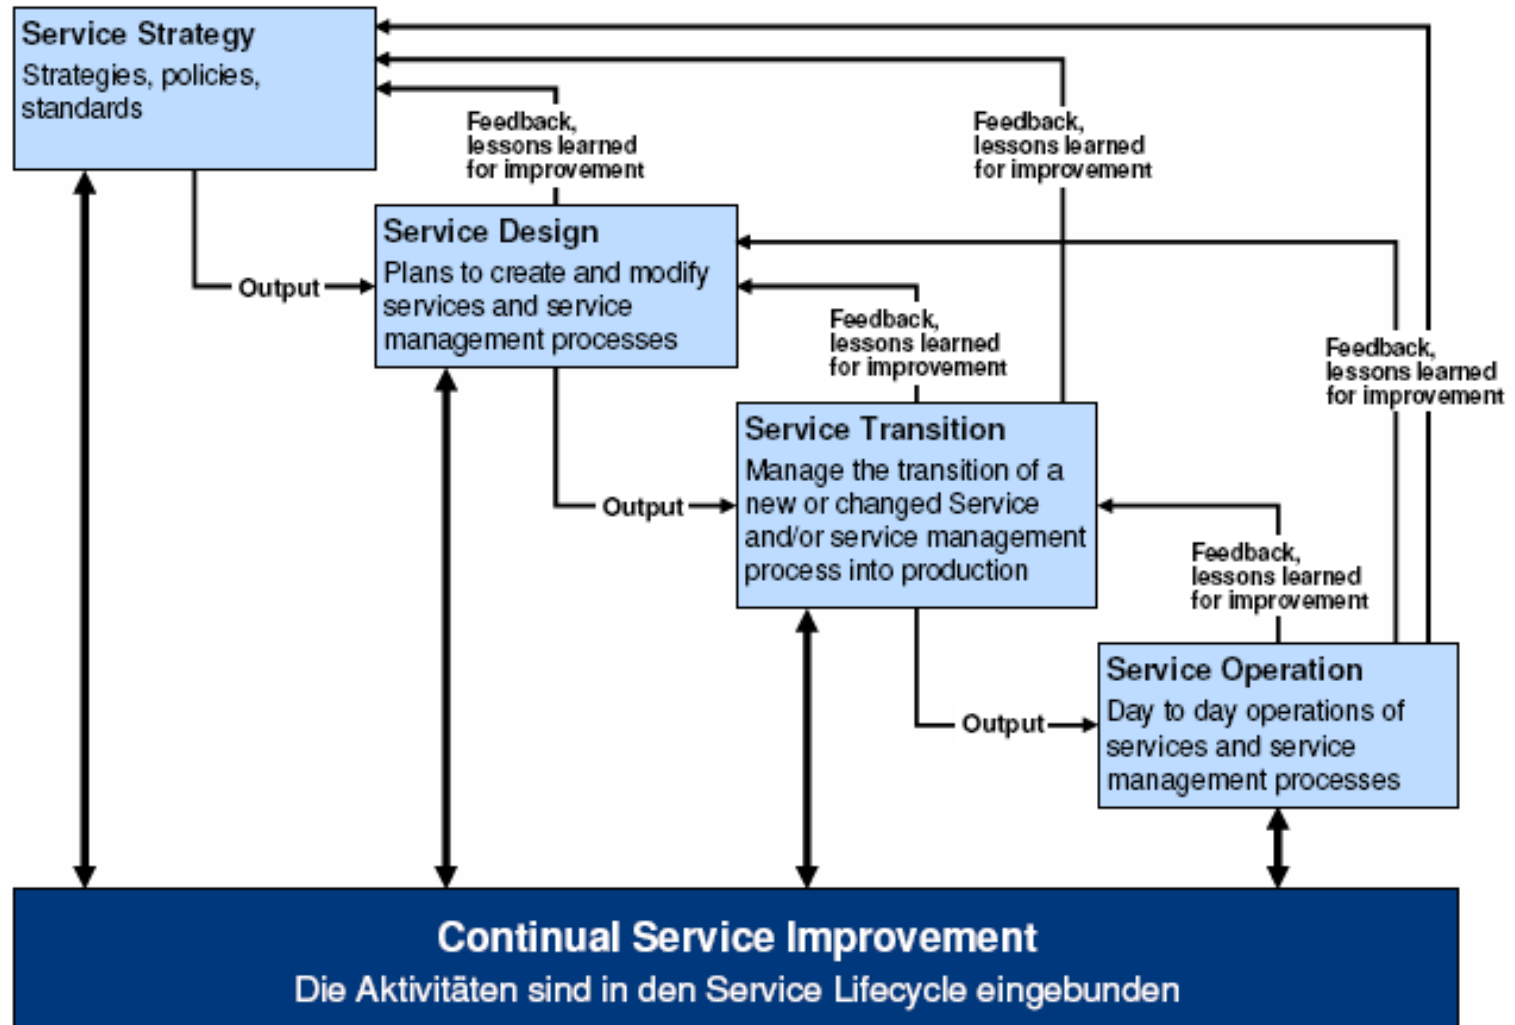 Service Strategy
Strategies, policies,
standards
Feedback,
lessons learned
for improvement
Feedback,
lessons learned
for improvement
Service Design
Plans to create and modify
services and service
management processes
Output
Feedback,
lessons learned
for improvement
Feedback,
lessons learned
for improvement
Service Transition
Manage the transition of a
new or changed Service
and/or service management
process into production
Output
Feedback,
lessons learned
for improvement
Service Operation
Day to day operations of
services and service
management processes
Output
Continual Service Improvement
Die Aktivitäten sind in den Service Lifecycle eingebunden